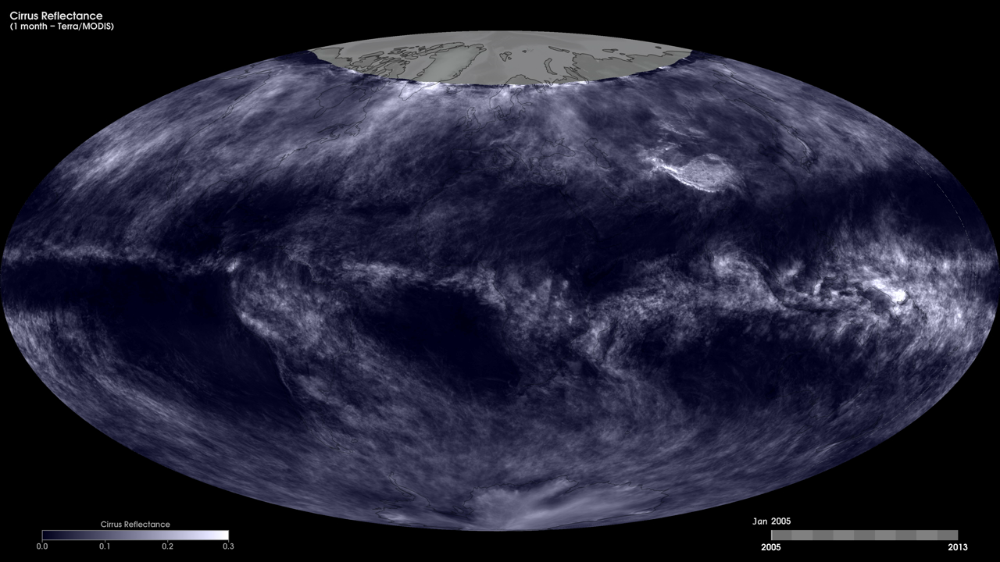 Cirrus Reflectance
(1 month – Terra/MODIS)
Cirrus Reflectance
0.0 0.1 0.2 0.3
Jan 2005
2005 2013